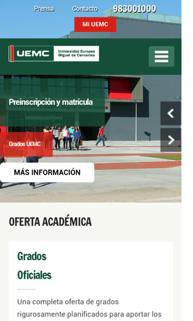 Prensa Contacto 983001000
Mi UEMC
UEMC Universidad Europea
Miguel de Cervantes
Preinscripción y matrícula
Grados UEMC
MÁS INFORMACIÓN
OFERTA ACADÉMICA
Grados
Oficiales
Una completa oferta de grados
rigurosamente planificados para aportar los